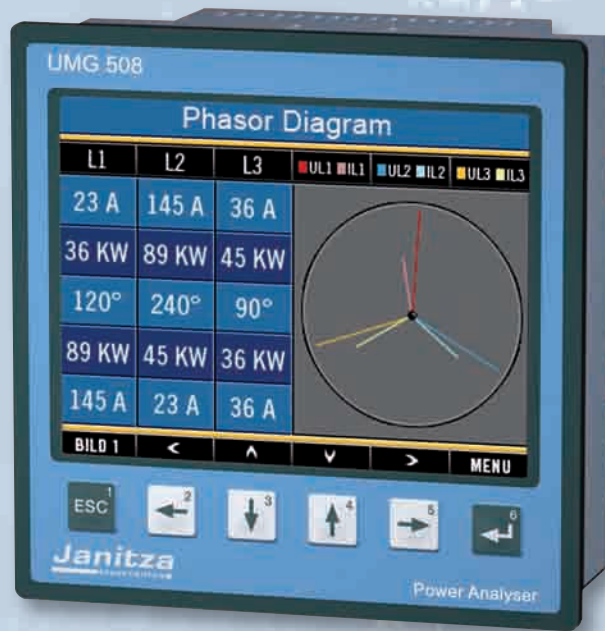 UMG 508
Phasor Diagram
L1 L2 L3 UL1 IL1 UL2 IL2 UL3 IL3
23 A 145 A 36 A
36 KW 89 KW 45 KW
120° 240° 90°
89 KW 45 KW 36 KW
145 A 23 A 36 A
BILD 1 < ^ v > MENU
ESC 1 2 3 4 5 6
Janitza
electronics
Power Analyser